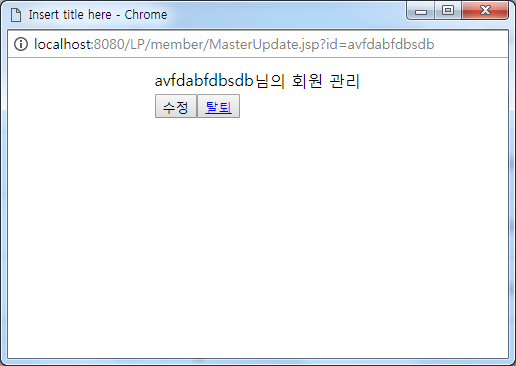 Insert title here - Chrome
localhost:8080/LP/member/MasterUpdate.jsp?id=avfdabfdbsdb
avfdabfdbsdb님의 회원 관리
수정 탈퇴